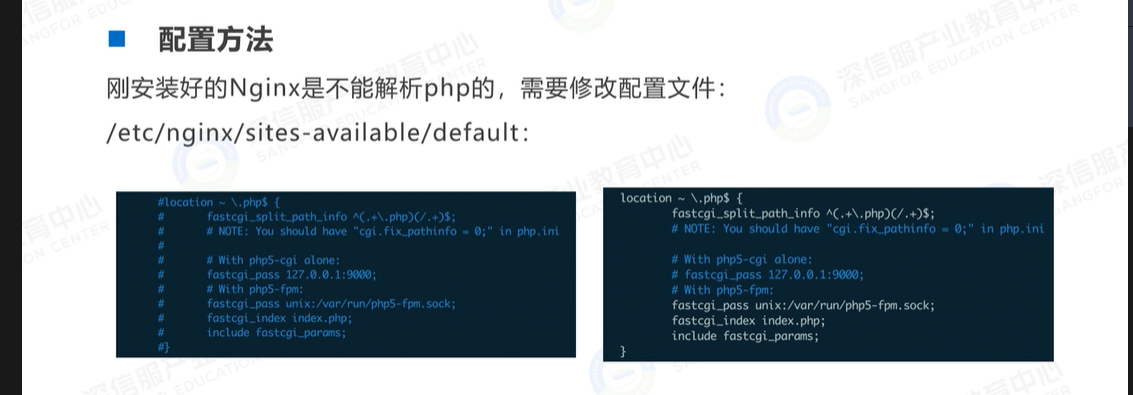 配置方法
刚安装好的Nginx是不能解析php的，需要修改配置文件：
/etc/nginx/sites-available/default：
#location ~ \.php$ {
#       fastcgi_split_path_info ^(.+\.php)(/.+)$;
#       # NOTE: You should have "cgi.fix_pathinfo = 0;" in php.ini
#
#       # With php5-cgi alone:
#       fastcgi_pass 127.0.0.1:9000;
#       # With php5-fpm:
#       fastcgi_pass unix:/var/run/php5-fpm.sock;
#       fastcgi_index index.php;
#       include fastcgi_params;
#}
location ~ \.php$ {
        fastcgi_split_path_info ^(.+\.php)(/.+)$;
        # NOTE: You should have "cgi.fix_pathinfo = 0;" in php.ini

        # With php5-cgi alone:
        # fastcgi_pass 127.0.0.1:9000;
        # With php5-fpm:
        fastcgi_pass unix:/var/run/php5-fpm.sock;
        fastcgi_index index.php;
        include fastcgi_params;
}
深信服产业教育中心
SANGFOR EDUCATION CENTER